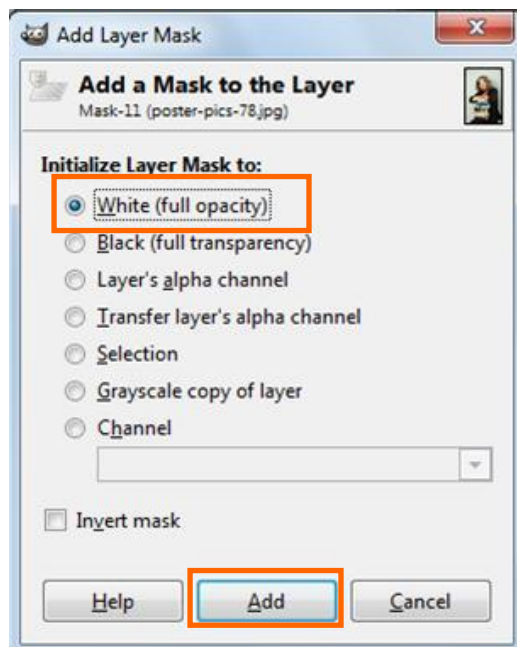 Add Layer Mask
Add a Mask to the Layer
Mask-11 (poster-pics-78.jpg)
Initialize Layer Mask to:
White (full opacity)
Black (full transparency)
Layer's alpha channel
Transfer layer's alpha channel
Selection
Grayscale copy of layer
Channel
Invert mask
Help Add Cancel